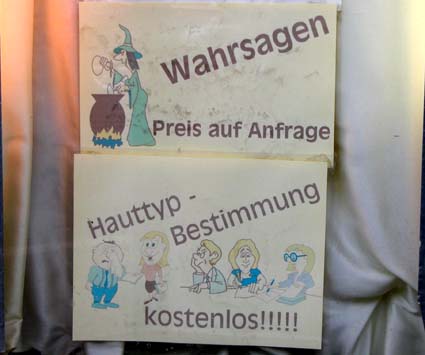 Wahrsagen
Preis auf Anfrage
Hauttyp -
Bestimmung
kostenlos!!!!!